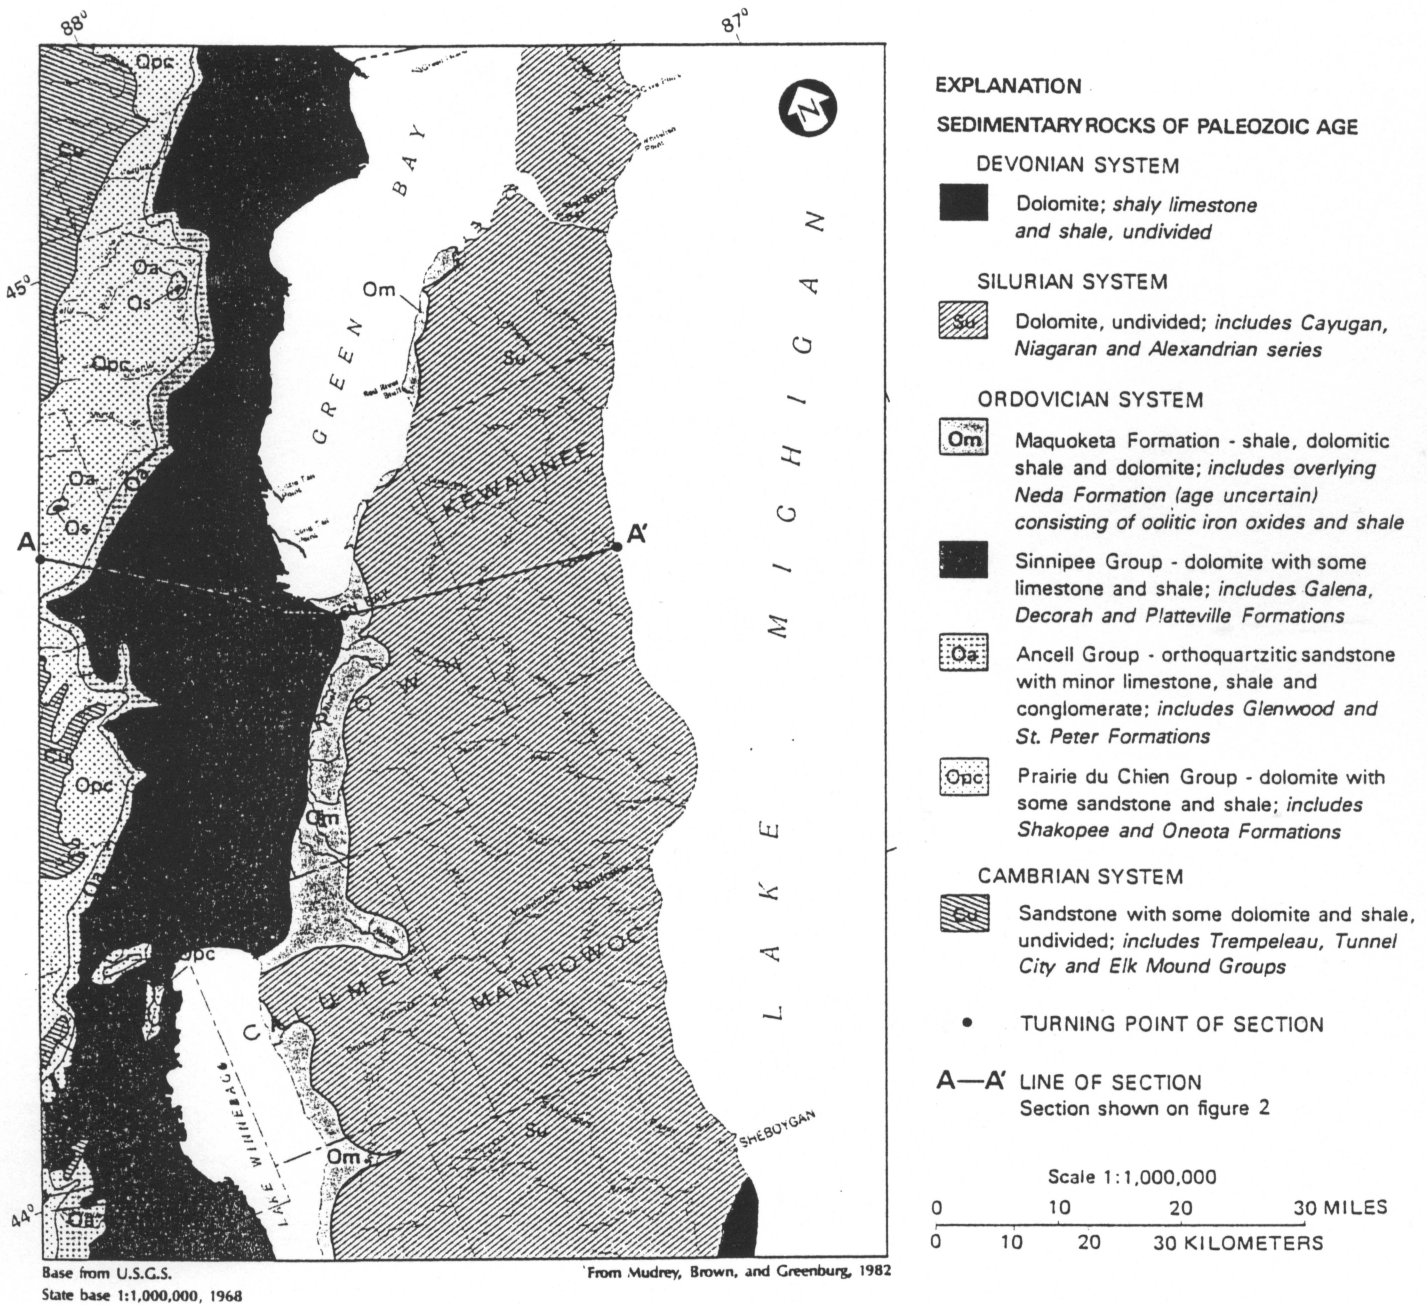 88°
87°
EXPLANATION
SEDIMENTARY ROCKS OF PALEOZOIC AGE
DEVONIAN SYSTEM
Dolomite; shaly limestone
and shale, undivided
SILURIAN SYSTEM
Su
Dolomite, undivided; includes Cayugan,
Niagaran and Alexandrian series
ORDOVICIAN SYSTEM
Om
Maquoketa Formation - shale, dolomitic
shale and dolomite; includes overlying
Neda Formation (age uncertain)
consisting of oolitic iron oxides and shale
Sinnipee Group - dolomite with some
limestone and shale; includes Galena,
Decorah and Platteville Formations
Oa
Ancell Group - orthoquartzitic sandstone
with minor limestone, shale and
conglomerate; includes Glenwood and
St. Peter Formations
Opc
Prairie du Chien Group - dolomite with
some sandstone and shale; includes
Shakopee and Oneota Formations
CAMBRIAN SYSTEM
Cu
Sandstone with some dolomite and shale,
undivided; includes Trempeleau, Tunnel
City and Elk Mound Groups
TURNING POINT OF SECTION
A—A' LINE OF SECTION
Section shown on figure 2
Scale 1:1,000,000
0 10 20 30 MILES
0 10 20 30 KILOMETERS
N
Opc
Cu
GREEN BAY
LAKE MICHIGAN
45°
Oa
Os
Om
Su
Opc
KEWAUNEE
Oa
Oa
Os
A
A'
BROWN
Opc
Om
Oa
Opc
CALUMET
MANITOWOC
Manitowoc
LAKE WINNEBAGO
Su
SHEBOYGAN
Om
44°
Oa
Base from U.S.G.S.
State base 1:1,000,000, 1968
From Mudrey, Brown, and Greenburg, 1982